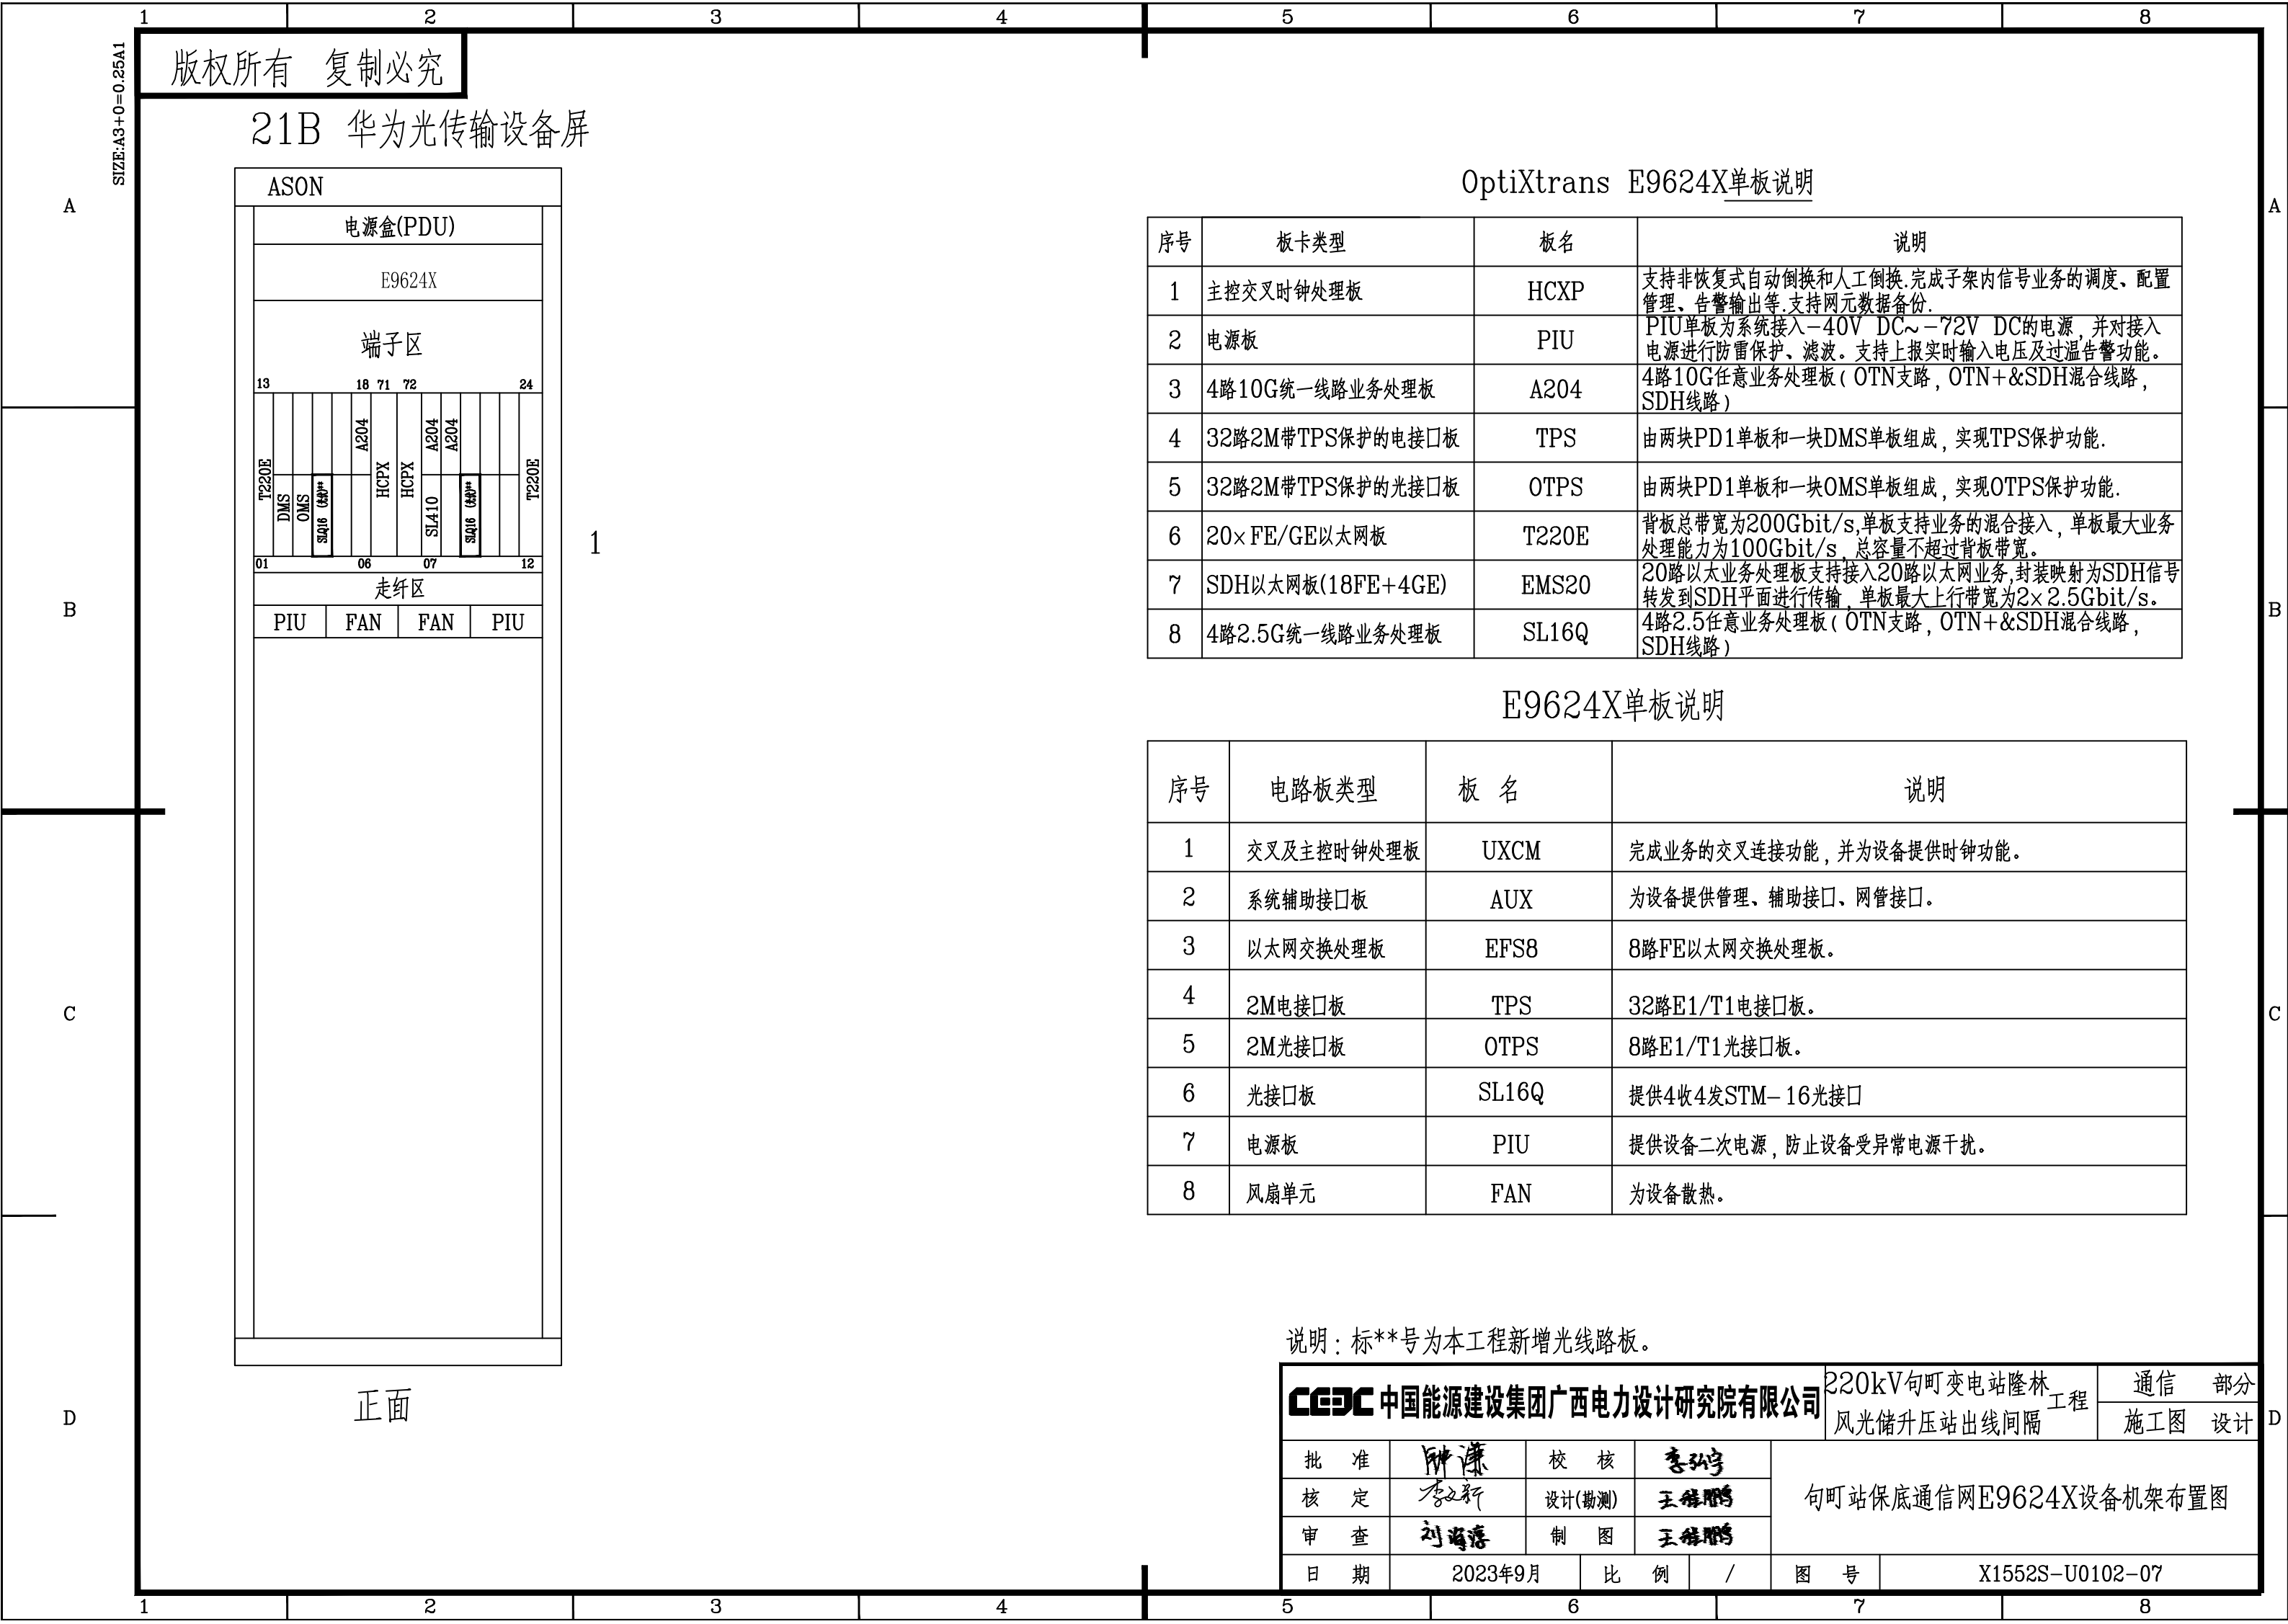 1 2 3 4 5 6 7 8
SIZE:A3+0=0.25A1
版权所有 复制必究
21B 华为光传输设备屏
ASON
电源盒(PDU)
E9624X
端子区
13 18 71 72 24
T220E
DMS
OMS
SLQ16
A204
HCPX
HCPX
A204
SL410
A204
SLQ16
T220E
01 06 07 12
1
走纤区
PIU FAN FAN PIU
正面
A
B
C
D
OptiXtrans E9624X单板说明
序号 板卡类型 板名 说明
1 主控交叉时钟处理板 HCXP 支持非恢复式自动倒换和人工倒换.完成子架内信号业务的调度、配置
管理、告警输出等.支持网元数据备份.
2 电源板 PIU PIU单板为系统接入-40V DC~-72V DC的电源,并对接入
电源进行防雷保护、滤波。支持上报实时输入电压及过温告警功能。
3 4路10G统一线路业务处理板 A204 4路10G任意业务处理板(OTN支路,OTN+&SDH混合线路,
SDH线路)
4 32路2M带TPS保护的电接口板 TPS 由两块PD1单板和一块DMS单板组成,实现TPS保护功能.
5 32路2M带TPS保护的光接口板 OTPS 由两块PD1单板和一块OMS单板组成,实现OTPS保护功能.
6 20×FE/GE以太网板 T220E 背板总带宽为200Gbit/s,单板支持业务的混合接入,单板最大业务
处理能力为100Gbit/s,总容量不超过背板带宽。
7 SDH以太网板(18FE+4GE) EMS20 20路以太业务处理板支持接入20路以太网业务,封装映射为SDH信号
转发到SDH平面进行传输,单板最大上行带宽为2×2.5Gbit/s。
8 4路2.5G统一线路业务处理板 SL16Q 4路2.5任意业务处理板(OTN支路,OTN+&SDH混合线路,
SDH线路)
E9624X单板说明
序号 电路板类型 板 名 说明
1 交叉及主控时钟处理板 UXCM 完成业务的交叉连接功能,并为设备提供时钟功能。
2 系统辅助接口板 AUX 为设备提供管理、辅助接口、网管接口。
3 以太网交换处理板 EFS8 8路FE以太网交换处理板。
4 2M电接口板 TPS 32路E1/T1电接口板。
5 2M光接口板 OTPS 8路E1/T1光接口板。
6 光接口板 SL16Q 提供4收4发STM-16光接口
7 电源板 PIU 提供设备二次电源,防止设备受异常电源干扰。
8 风扇单元 FAN 为设备散热。
说明:标**号为本工程新增光线路板。
中国能源建设集团广西电力设计研究院有限公司
220kV句町变电站隆林
风光储升压站出线间隔
工程
通信 部分
施工图 设计
批 准 校 核 李弘宇
核 定 设计(勘测)
审 查 制 图
句町站保底通信网E9624X设备机架布置图
日 期 2023年9月 比 例 / 图 号 X1552S-U0102-07
A
B
C
D
1 2 3 4 5 6 7 8